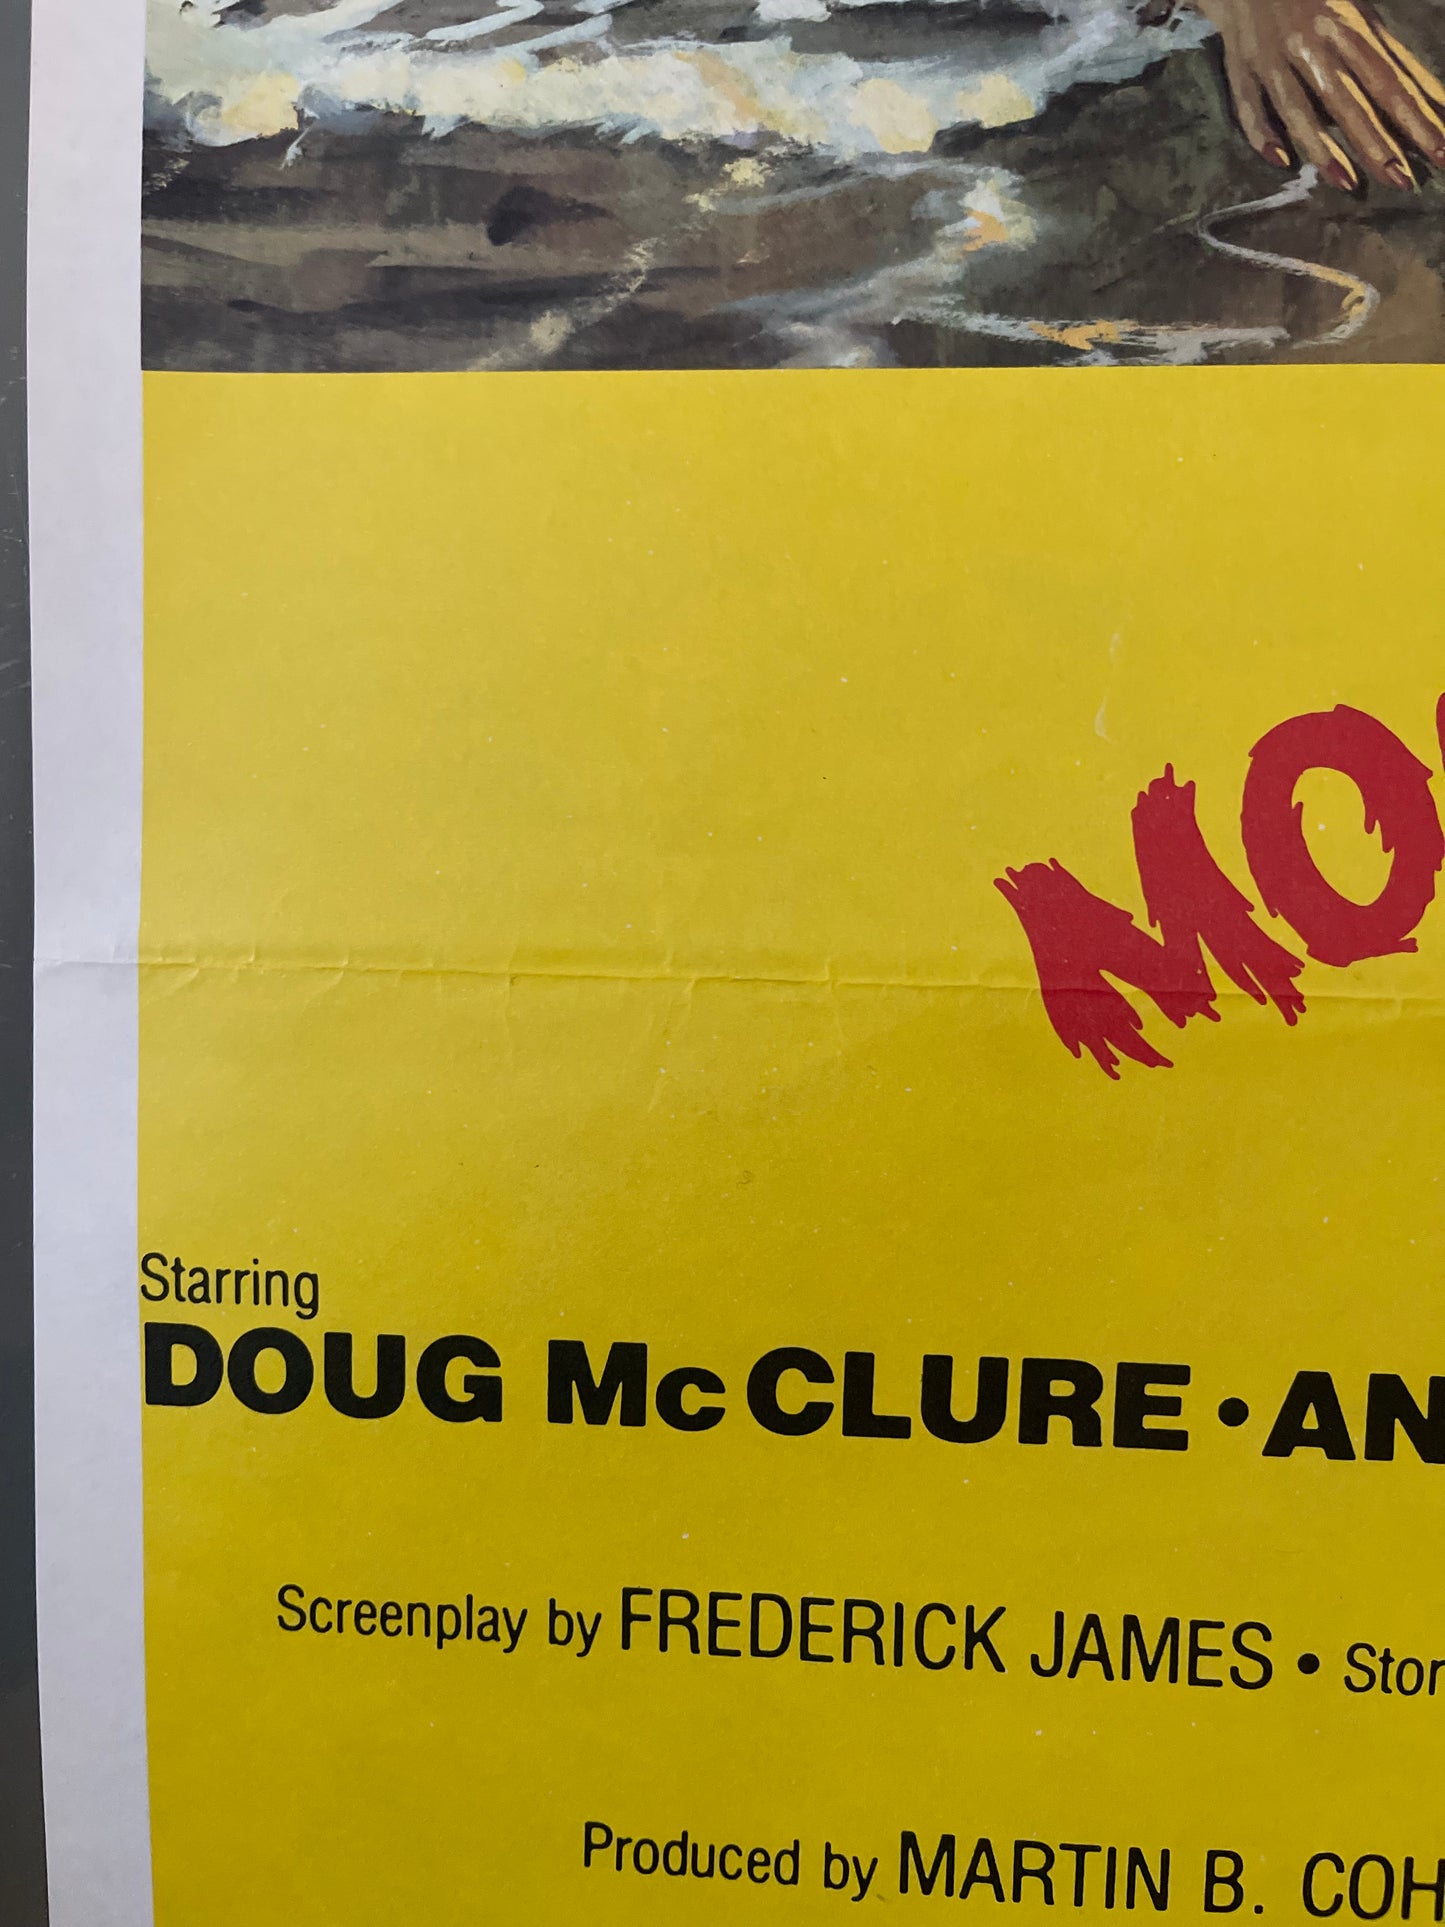 MO
Starring
DOUG McCLURE • AN
Screenplay by FREDERICK JAMES • Stor
Produced by MARTIN B. COH